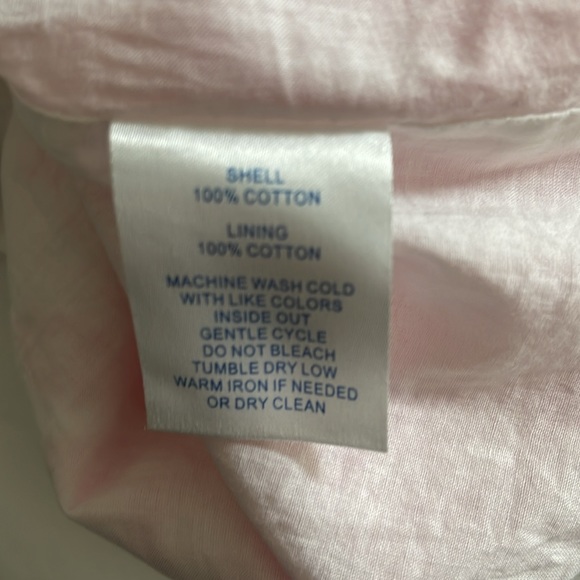 SHELL
100% COTTON
LINING
100% COTTON
MACHINE WASH COLD
WITH LIKE COLORS
INSIDE OUT
GENTLE CYCLE
DO NOT BLEACH
TUMBLE DRY LOW
WARM IRON IF NEEDED
OR DRY CLEAN